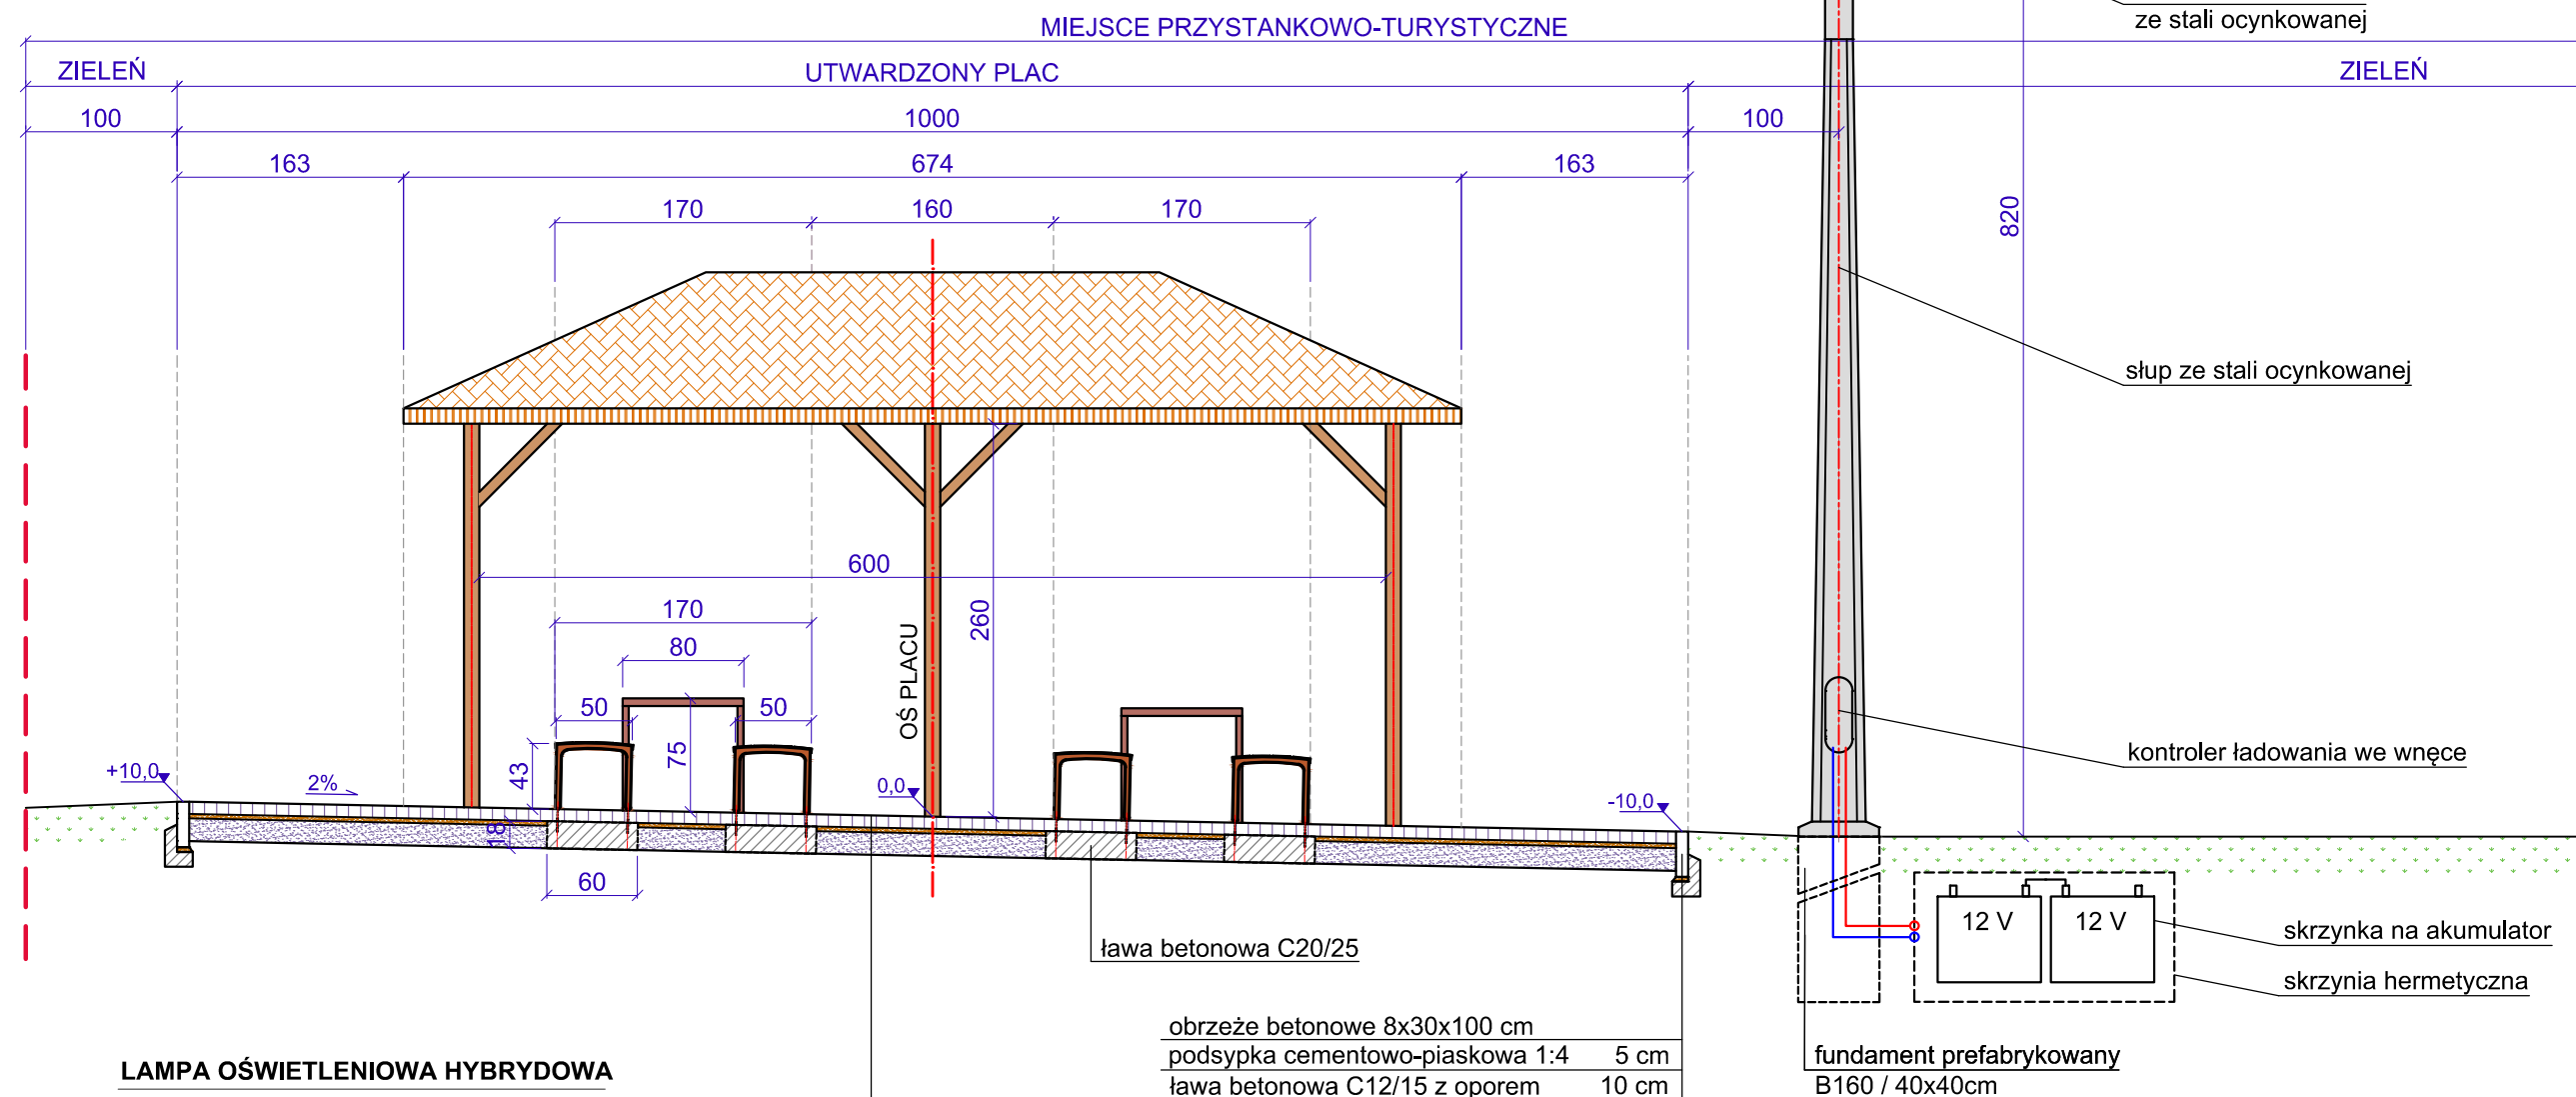 ze stali ocynkowanej
MIEJSCE PRZYSTANKOWO-TURYSTYCZNE
ZIELEŃ
UTWARDZONY PLAC
ZIELEŃ
100
1000
100
163
674
163
170
160
170
820
słup ze stali ocynkowanej
600
170
260
80
OŚ PLACU
50
50
75
43
kontroler ładowania we wnęce
+10,0
2%
0,0
-10,0
18
60
12 V
12 V
skrzynka na akumulator
ława betonowa C20/25
skrzynia hermetyczna
obrzeże betonowe 8x30x100 cm
podsypka cementowo-piaskowa 1:4 5 cm
ława betonowa C12/15 z oporem 10 cm
fundament prefabrykowany
B160 / 40x40cm
LAMPA OŚWIETLENIOWA HYBRYDOWA